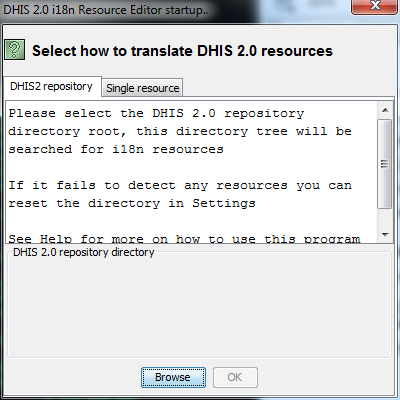 DHIS 2.0 i18n Resource Editor startup..
Select how to translate DHIS 2.0 resources
DHIS2 repository
Single resource
Please select the DHIS 2.0 repository
directory root, this directory tree will be
searched for i18n resources
If it fails to detect any resources you can
reset the directory in Settings
See Help for more on how to use this program
DHIS 2.0 repository directory
Browse
OK